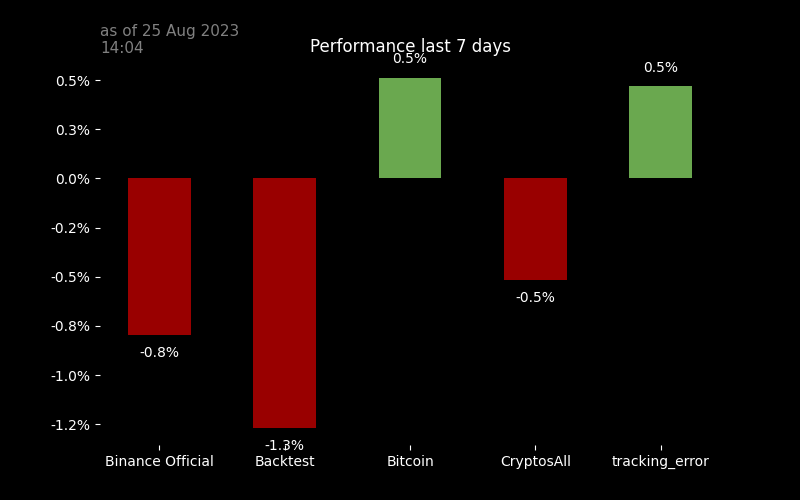 as of 25 Aug 2023
14:04
Performance last 7 days
0.5%
0.5%
0.5%
0.3%
0.0%
-0.2%
-0.5%
-0.5%
-0.8%
-0.8%
-1.0%
-1.2%
-1.3%
Binance Official
Backtest
Bitcoin
CryptosAll
tracking_error